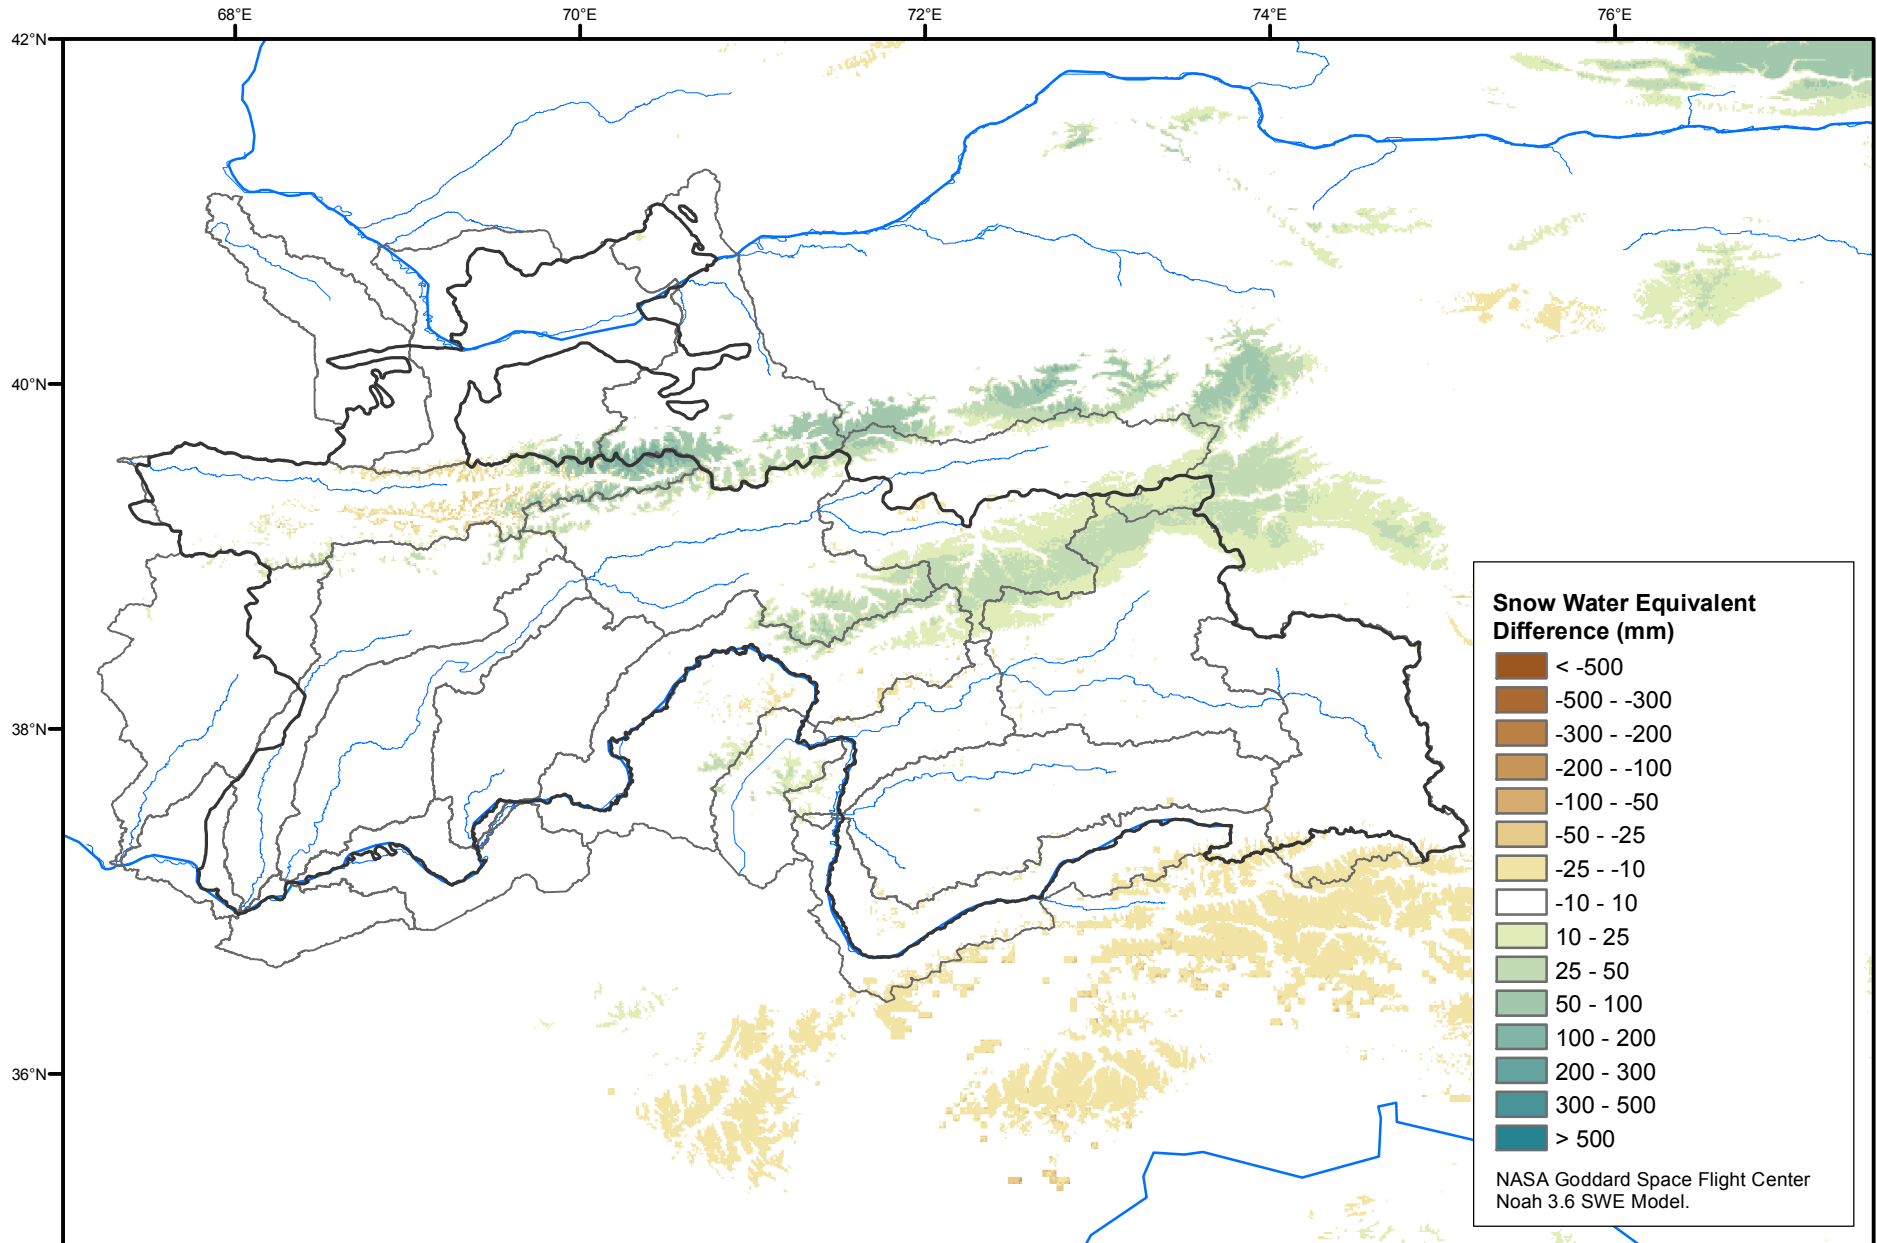 68°E
70°E
72°E
74°E
76°E
42°N
40°N
38°N
36°N
Snow Water Equivalent
Difference (mm)
< -500
-500 - -300
-300 - -200
-200 - -100
-100 - -50
-50 - -25
-25 - -10
-10 - 10
10 - 25
25 - 50
50 - 100
100 - 200
200 - 300
300 - 500
> 500
NASA Goddard Space Flight Center
Noah 3.6 SWE Model.